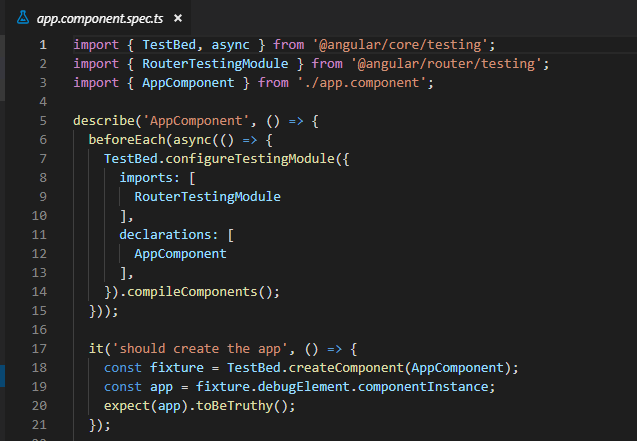 app.component.spec.ts ×
1 import { TestBed, async } from '@angular/core/testing';
2 import { RouterTestingModule } from '@angular/router/testing';
3 import { AppComponent } from './app.component';
4
5 describe('AppComponent', () => {
6   beforeEach(async(() => {
7     TestBed.configureTestingModule({
8       imports: [
9         RouterTestingModule
10       ],
11       declarations: [
12         AppComponent
13       ],
14     }).compileComponents();
15   }));
16
17   it('should create the app', () => {
18     const fixture = TestBed.createComponent(AppComponent);
19     const app = fixture.debugElement.componentInstance;
20     expect(app).toBeTruthy();
21   });